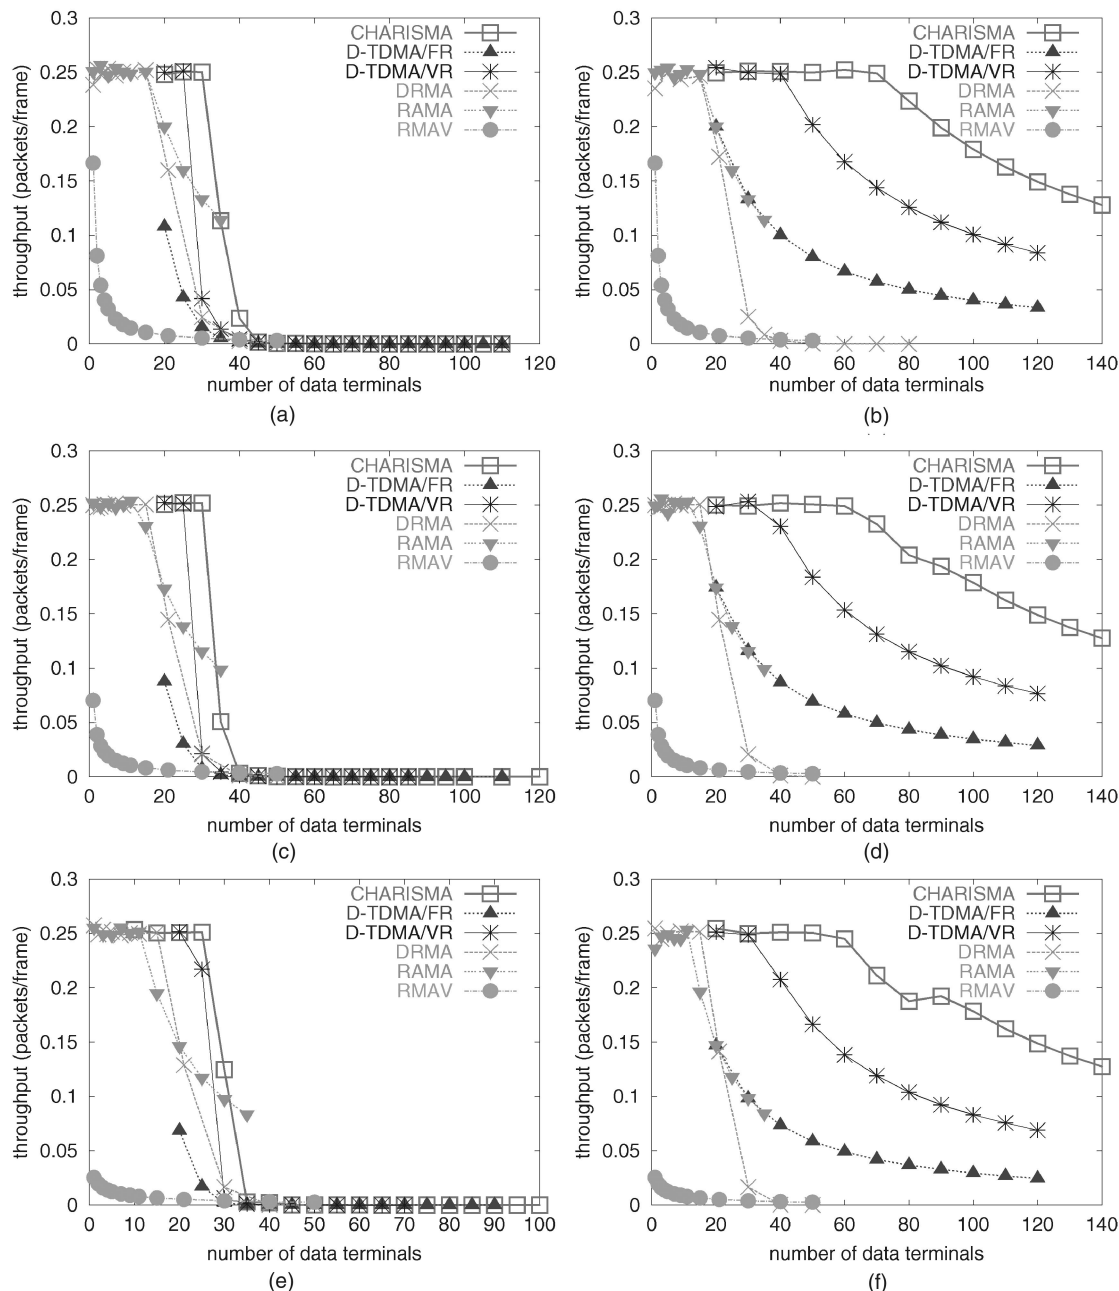 0.3
0.25
0.2
0.15
0.1
0.05
0
throughput (packets/frame)
CHARISMA
D-TDMA/FR
D-TDMA/VR
DRMA
RAMA
RMAV
0 20 40 60 80 100 120
number of data terminals
(a)
0.3
0.25
0.2
0.15
0.1
0.05
0
throughput (packets/frame)
CHARISMA
D-TDMA/FR
D-TDMA/VR
DRMA
RAMA
RMAV
0 20 40 60 80 100 120 140
number of data terminals
(b)
0.3
0.25
0.2
0.15
0.1
0.05
0
throughput (packets/frame)
CHARISMA
D-TDMA/FR
D-TDMA/VR
DRMA
RAMA
RMAV
0 20 40 60 80 100 120
number of data terminals
(c)
0.3
0.25
0.2
0.15
0.1
0.05
0
throughput (packets/frame)
CHARISMA
D-TDMA/FR
D-TDMA/VR
DRMA
RAMA
RMAV
0 20 40 60 80 100 120 140
number of data terminals
(d)
0.3
0.25
0.2
0.15
0.1
0.05
0
throughput (packets/frame)
CHARISMA
D-TDMA/FR
D-TDMA/VR
DRMA
RAMA
RMAV
0 10 20 30 40 50 60 70 80 90 100
number of data terminals
(e)
0.3
0.25
0.2
0.15
0.1
0.05
0
throughput (packets/frame)
CHARISMA
D-TDMA/FR
D-TDMA/VR
DRMA
RAMA
RMAV
0 20 40 60 80 100 120 140
number of data terminals
(f)